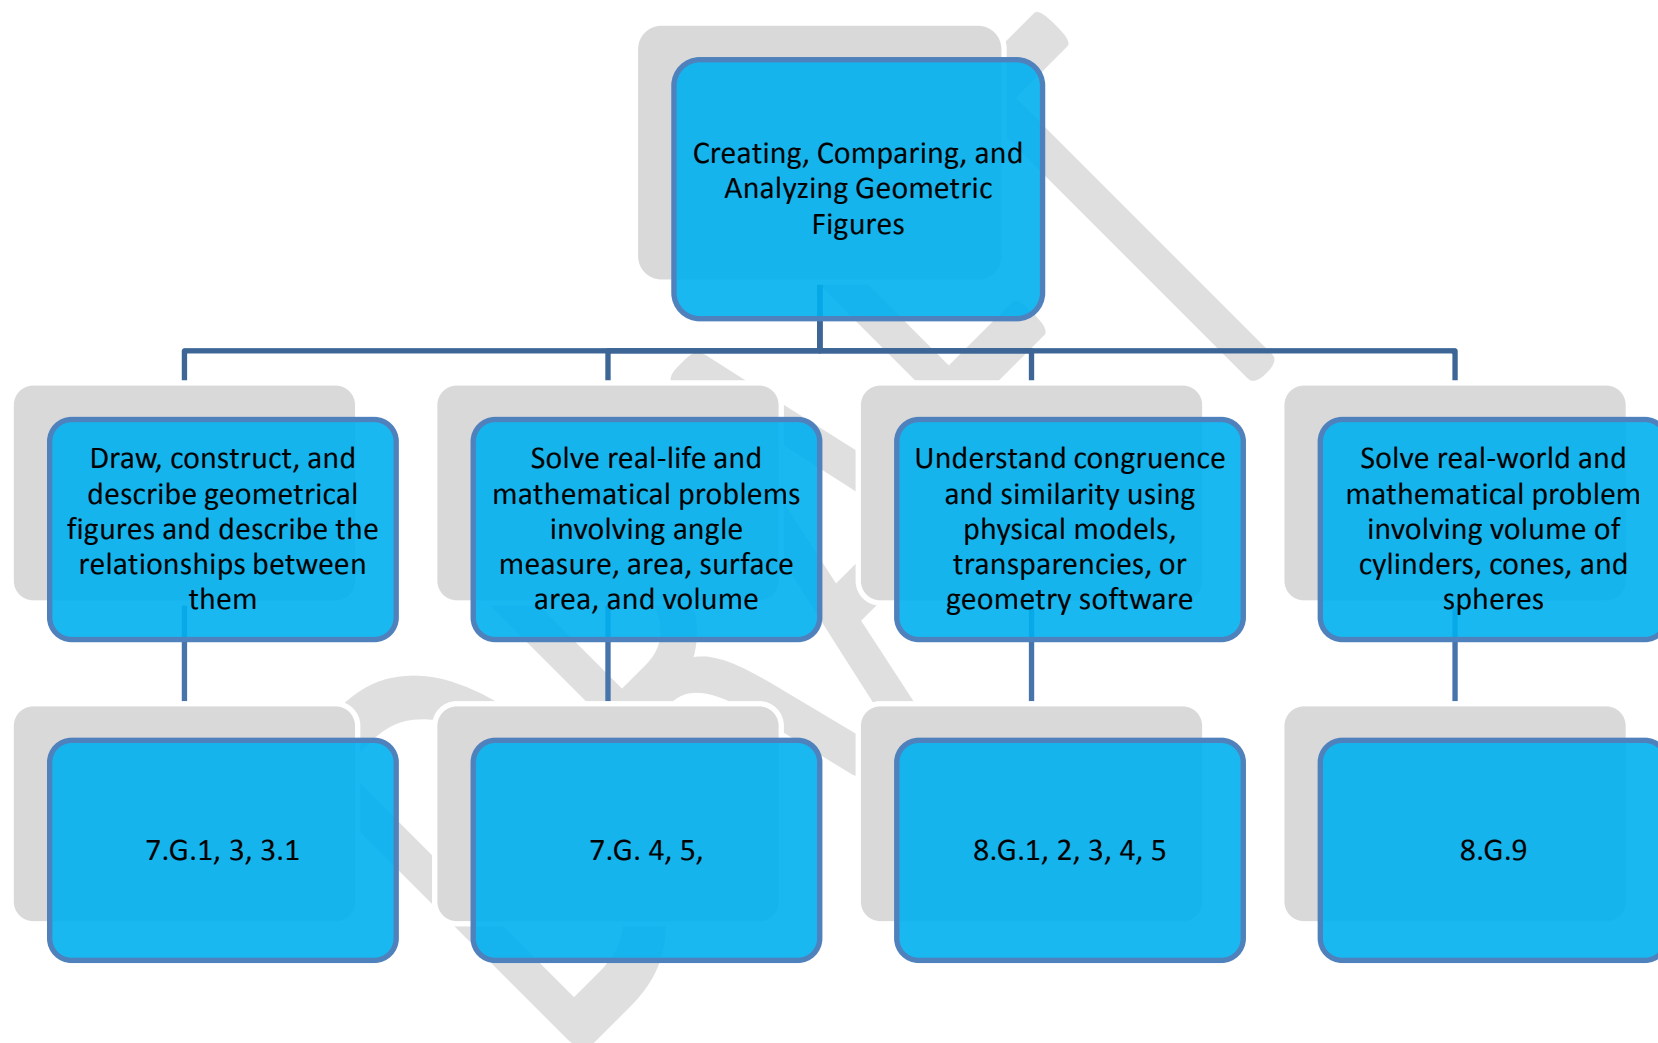 Creating, Comparing, and
Analyzing Geometric
Figures
Draw, construct, and
describe geometrical
figures and describe the
relationships between
them
Solve real-life and
mathematical problems
involving angle
measure, area, surface
area, and volume
Understand congruence
and similarity using
physical models,
transparencies, or
geometry software
Solve real-world and
mathematical problem
involving volume of
cylinders, cones, and
spheres
7.G.1, 3, 3.1
7.G. 4, 5,
8.G.1, 2, 3, 4, 5
8.G.9